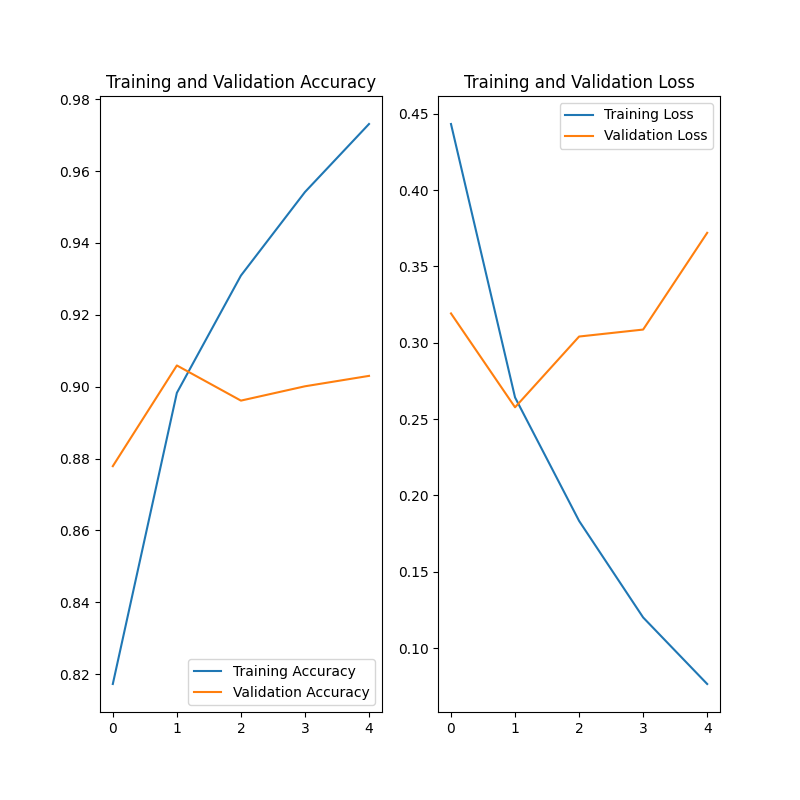 Training and Validation Accuracy
0.98
0.96
0.94
0.92
0.90
0.88
0.86
0.84
0.82
0 1 2 3 4
Training Accuracy
Validation Accuracy
Training and Validation Loss
0.45
0.40
0.35
0.30
0.25
0.20
0.15
0.10
0 1 2 3 4
Training Loss
Validation Loss